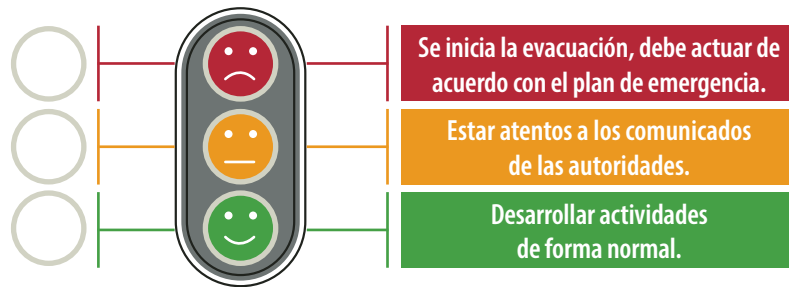 Se inicia la evacuación, debe actuar de
acuerdo con el plan de emergencia.
Estar atentos a los comunicados
de las autoridades.
Desarrollar actividades
de forma normal.